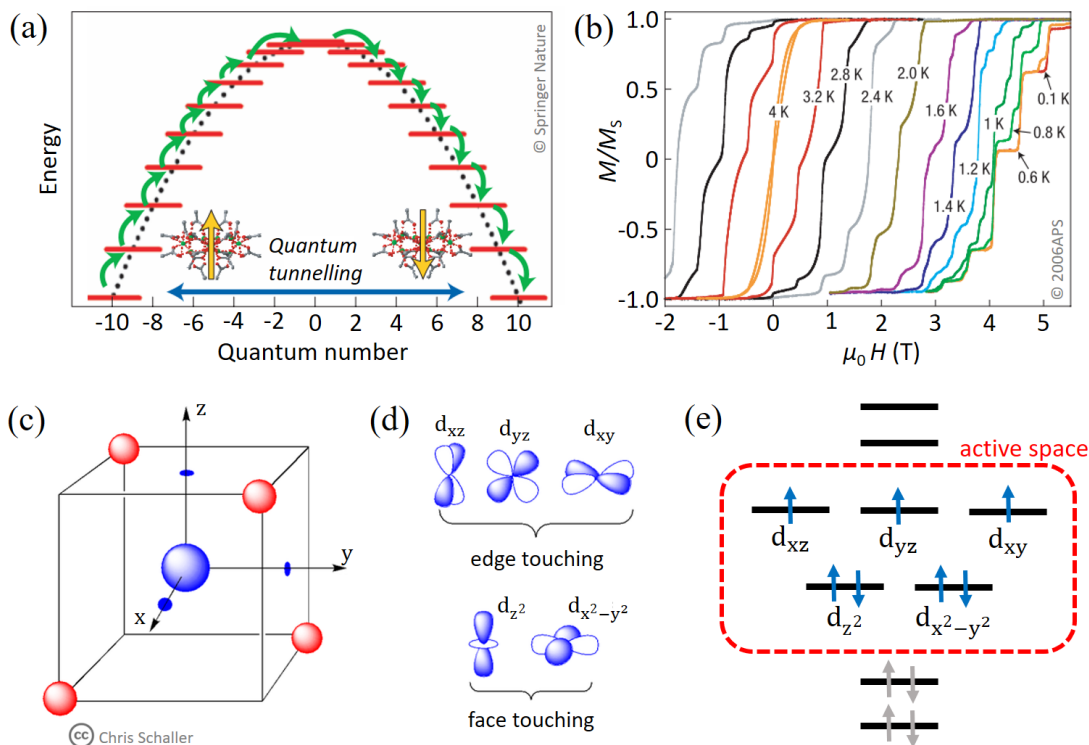 (a)
Energy
© Springer Nature
Quantum
tunnelling
-10 -8 -6 -4 -2 0 2 4 6 8 10
Quantum number
(b)
M/Ms
1.0
0.5
0
-0.5
-1.0
4 K
3.2 K
2.8 K
2.4 K
2.0 K
1.6 K
1.4 K
1.2 K
1 K
0.1 K
0.8 K
0.6 K
© 2006APS
-2 -1 0 1 2 3 4 5
μ₀ H (T)
(c)
z
y
x
cc Chris Schaller
(d)
dxz dyz dxy
edge touching
dz² dx²−y²
face touching
(e)
active space
dxz dyz dxy
dz² dx²−y²